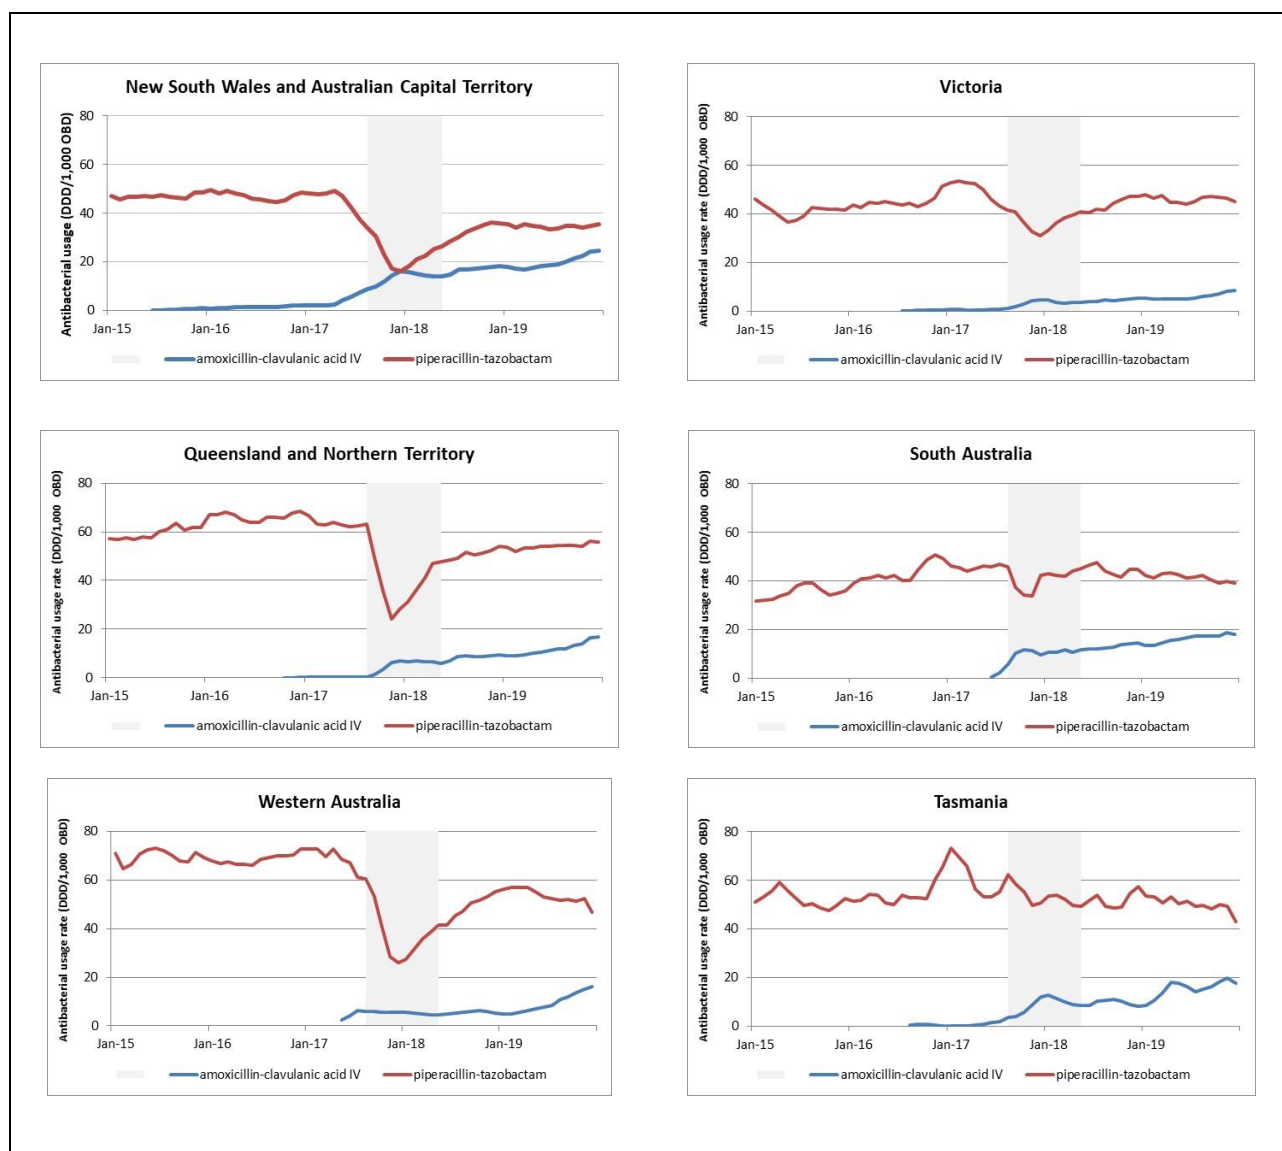 New South Wales and Australian Capital Territory
Antibacterial usage (DDD/1,000 OBD)
80
60
40
20
0
Jan-15 Jan-16 Jan-17 Jan-18 Jan-19
amoxicillin-clavulanic acid IV piperacillin-tazobactam
Victoria
Antibacterial usage rate (DDD/1,000 OBD)
80
60
40
20
0
Jan-15 Jan-16 Jan-17 Jan-18 Jan-19
amoxicillin-clavulanic acid IV piperacillin-tazobactam
Queensland and Northern Territory
Antibacterial usage rate (DDD/1,000 OBD)
80
60
40
20
0
Jan-15 Jan-16 Jan-17 Jan-18 Jan-19
amoxicillin-clavulanic acid IV piperacillin-tazobactam
South Australia
Antibacterial usage rate (DDD/1,000 OBD)
80
60
40
20
0
Jan-15 Jan-16 Jan-17 Jan-18 Jan-19
amoxicillin-clavulanic acid IV piperacillin-tazobactam
Western Australia
Antibacterial usage rate (DDD/1,000 OBD)
80
60
40
20
0
Jan-15 Jan-16 Jan-17 Jan-18 Jan-19
amoxicillin-clavulanic acid IV piperacillin-tazobactam
Tasmania
Antibacterial usage rate (DDD/1,000 OBD)
80
60
40
20
0
Jan-15 Jan-16 Jan-17 Jan-18 Jan-19
amoxicillin-clavulanic acid IV piperacillin-tazobactam